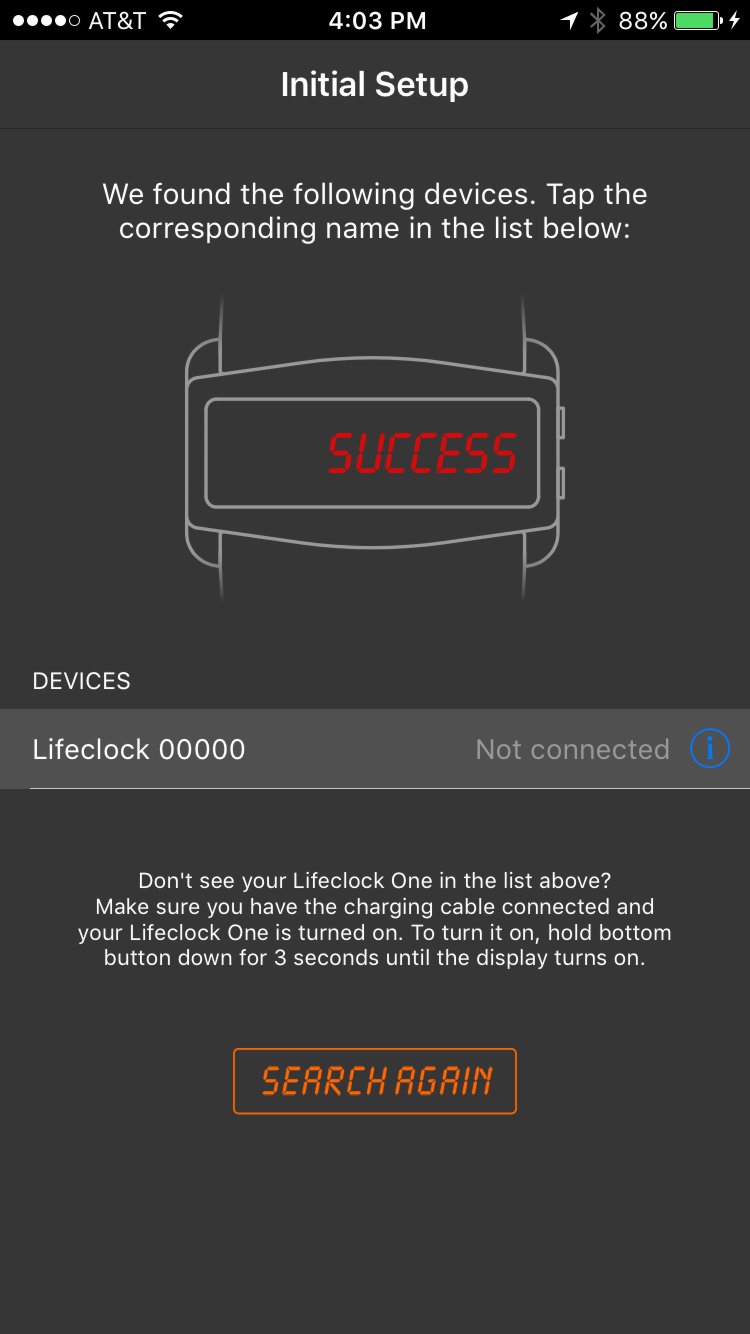 AT&T 4:03 PM 88%
Initial Setup
We found the following devices. Tap the
corresponding name in the list below:
SUCCESS
DEVICES
Lifeclock 00000 Not connected i
Don't see your Lifeclock One in the list above?
Make sure you have the charging cable connected and
your Lifeclock One is turned on. To turn it on, hold bottom
button down for 3 seconds until the display turns on.
SEARCH AGAIN